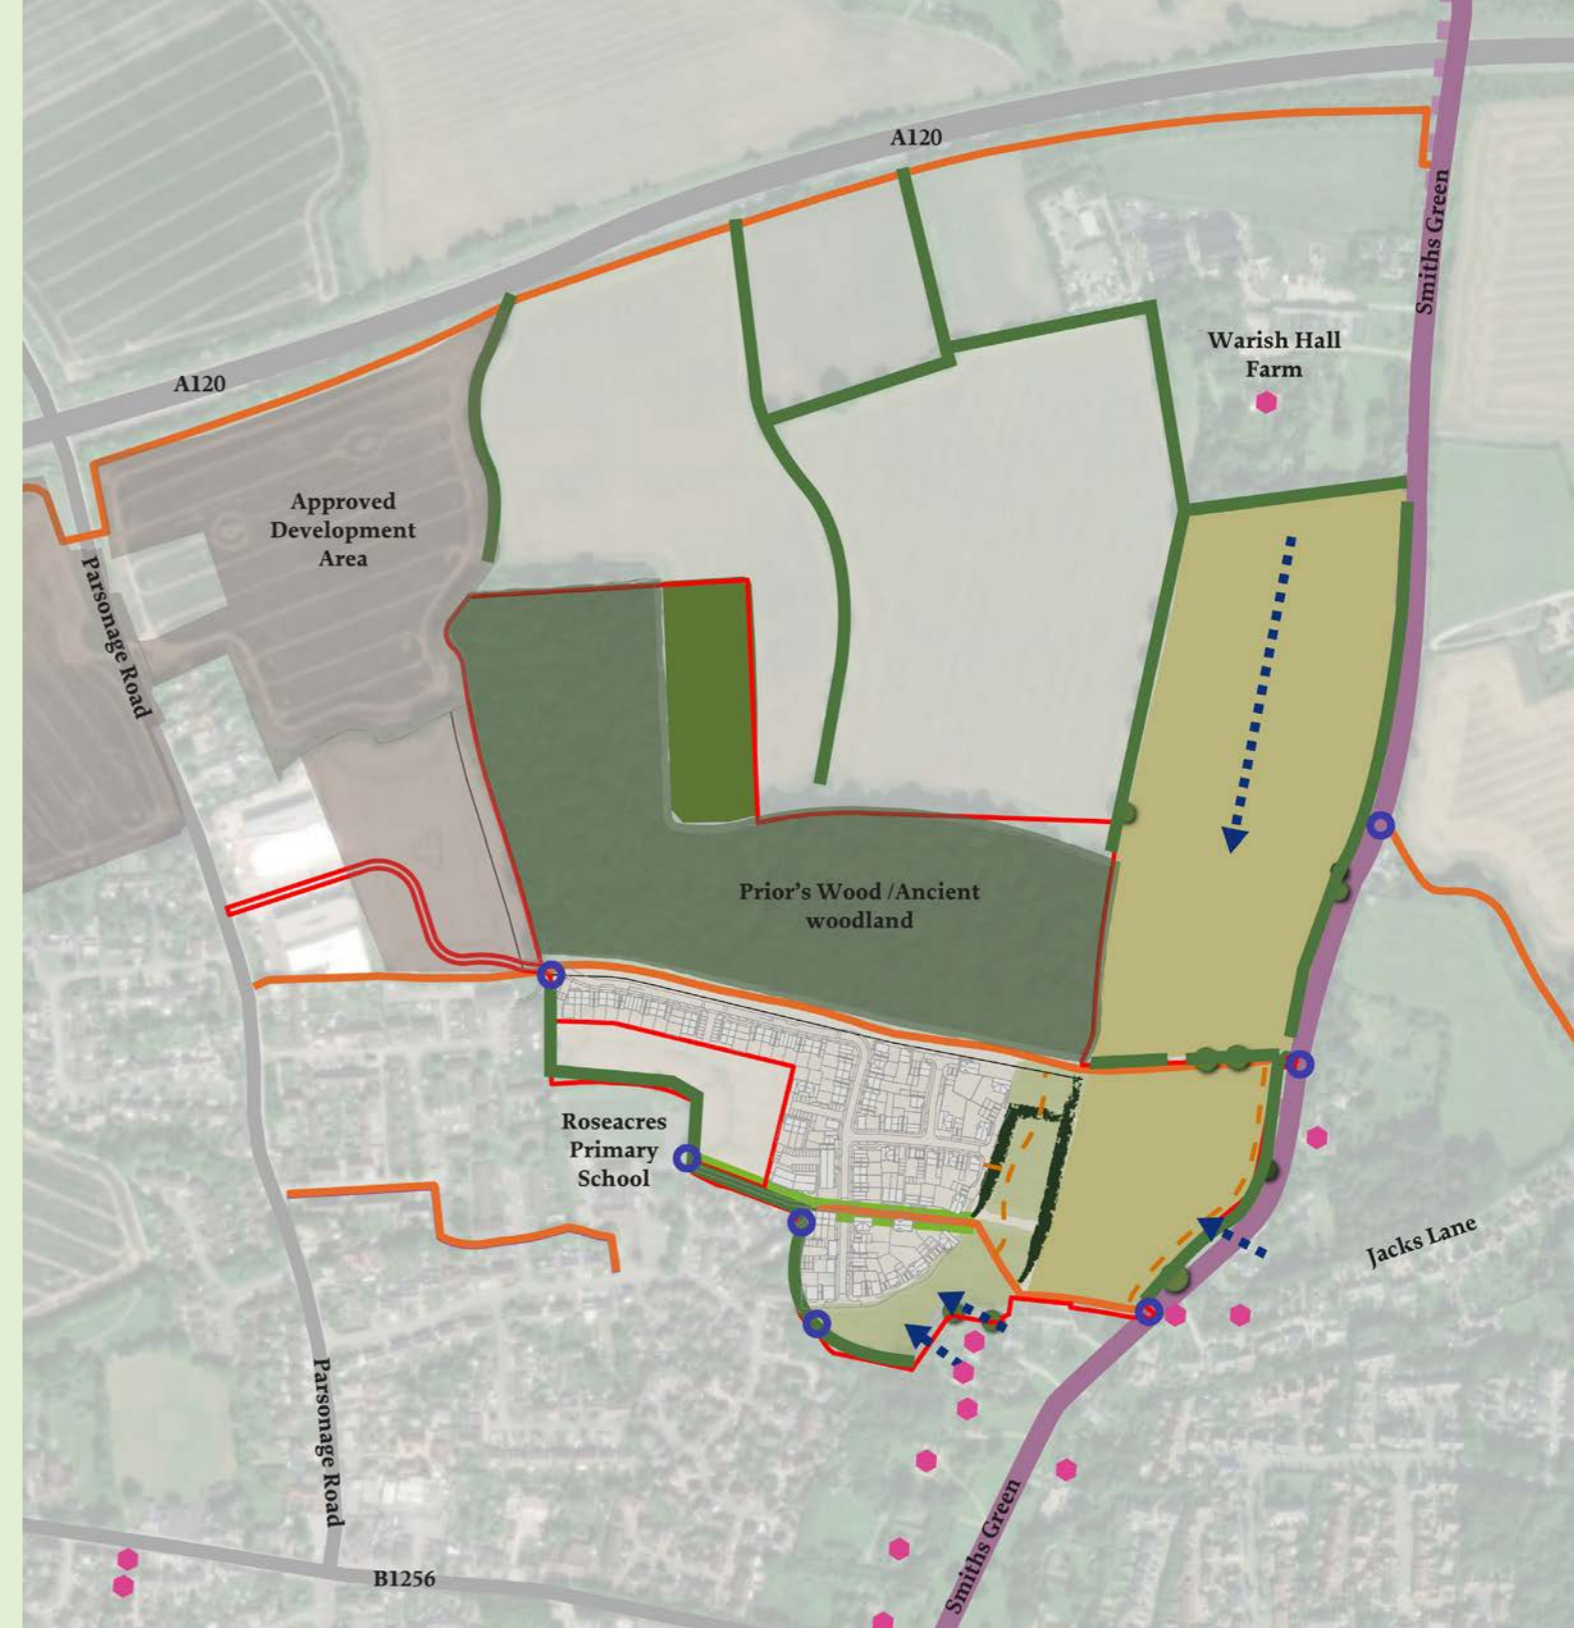 A120
Smiths Green
Warish Hall
Farm
A120
Approved
Development
Area
Parsonage Road
Prior's Wood /Ancient
woodland
Roseacres
Primary
School
Jacks Lane
Parsonage Road
Smiths Green
B1256